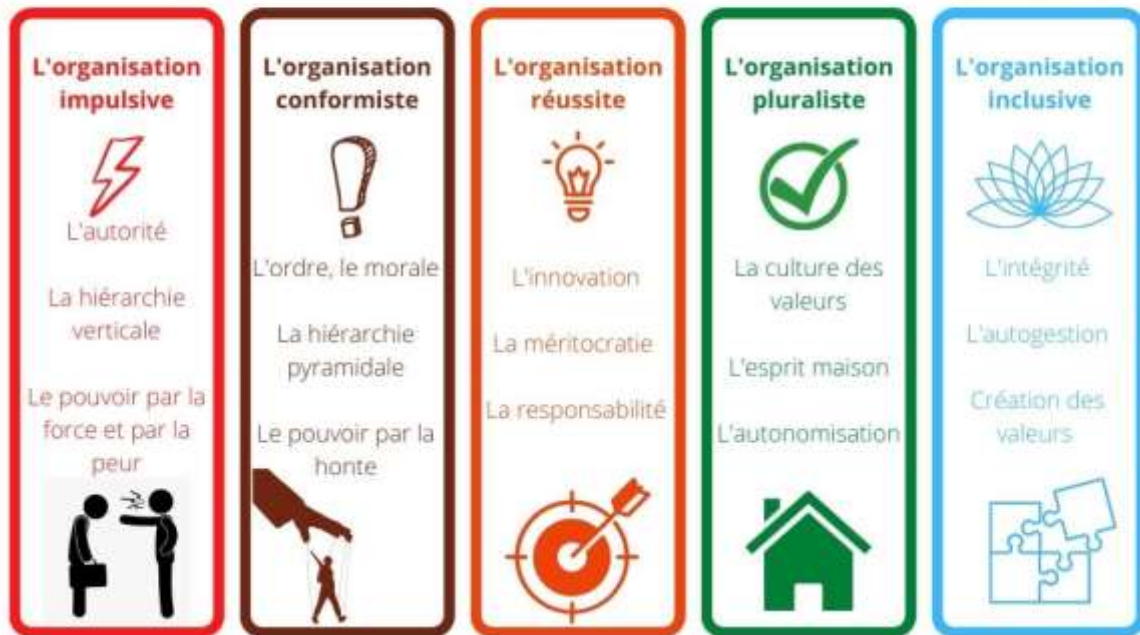 L'organisation
impulsive
L'autorité
La hiérarchie
verticale
Le pouvoir par la
force et par la
peur
L'organisation
conformiste
L'ordre, le morale
La hiérarchie
pyramidale
Le pouvoir par la
honte
L'organisation
réussite
L'innovation
La méritocratie
La responsabilité
L'organisation
pluraliste
La culture des
valeurs
L'esprit maison
L'autonomisation
L'organisation
inclusive
L'intégrité
L'autogestion
Création des
valeurs